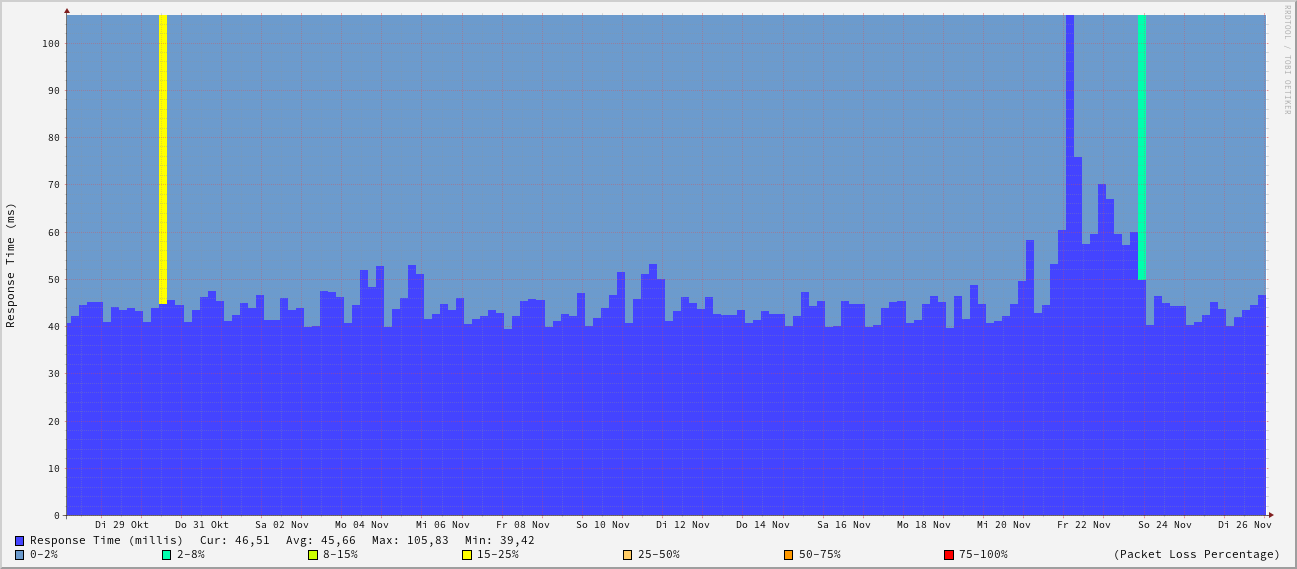 RRDTOOL / TOBI OETIKER
Response Time (ms)
100
90
80
70
60
50
40
30
20
10
0
Di 29 Okt Do 31 Okt Sa 02 Nov Mo 04 Nov Mi 06 Nov Fr 08 Nov So 10 Nov Di 12 Nov Do 14 Nov Sa 16 Nov Mo 18 Nov Mi 20 Nov Fr 22 Nov So 24 Nov Di 26 Nov
Response Time (millis) Cur: 46,51 Avg: 45,66 Max: 105,83 Min: 39,42
0-2% 2-8% 8-15% 15-25% 25-50% 50-75% 75-100% (Packet Loss Percentage)